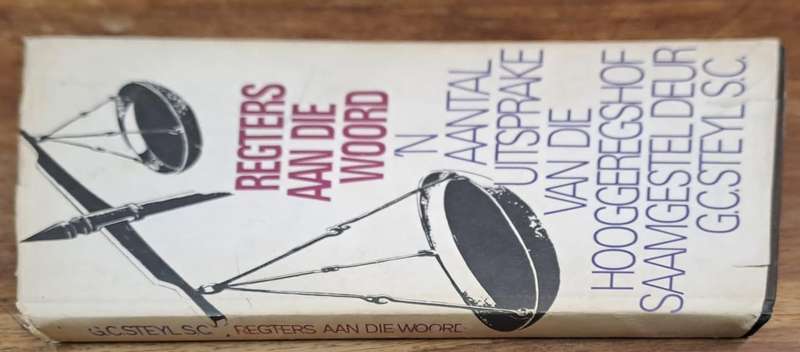 REGTERS
AAN DIE
WOORD
'N
AANTAL
UITSPRAKE
VAN DIE
HOOGGEREGSHOF
SAAMGESTEL DEUR
G.C. STEYL S.C.
G.C. STEYL S.C. REGTERS AAN DIE WOORD